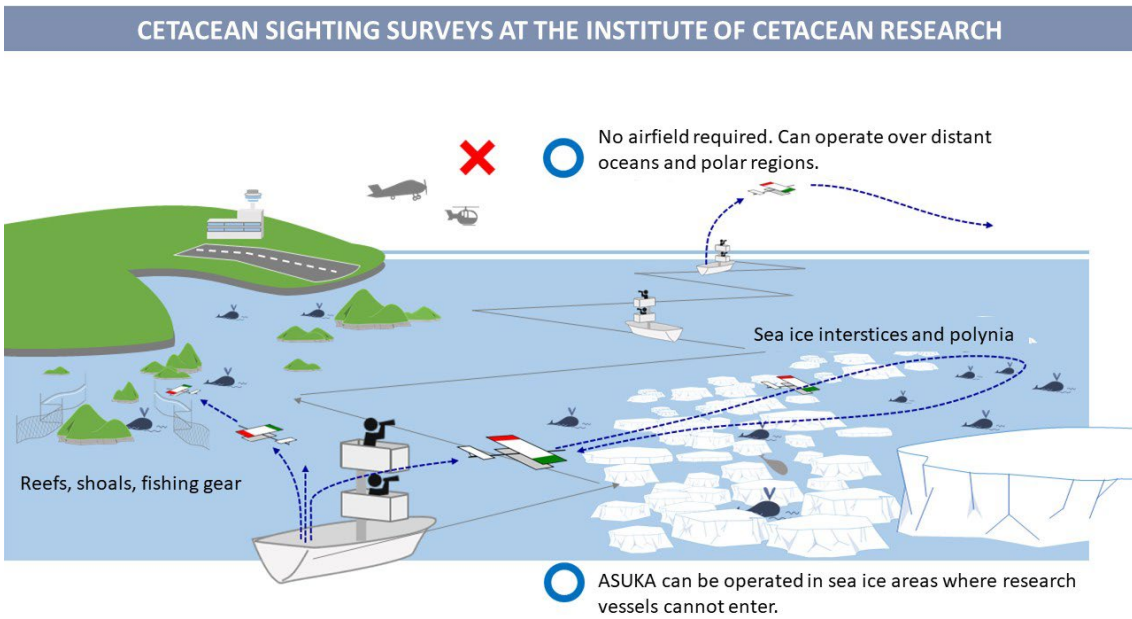 CETACEAN SIGHTING SURVEYS AT THE INSTITUTE OF CETACEAN RESEARCH
No airfield required. Can operate over distant
oceans and polar regions.
Sea ice interstices and polynia
Reefs, shoals, fishing gear
ASUKA can be operated in sea ice areas where research
vessels cannot enter.